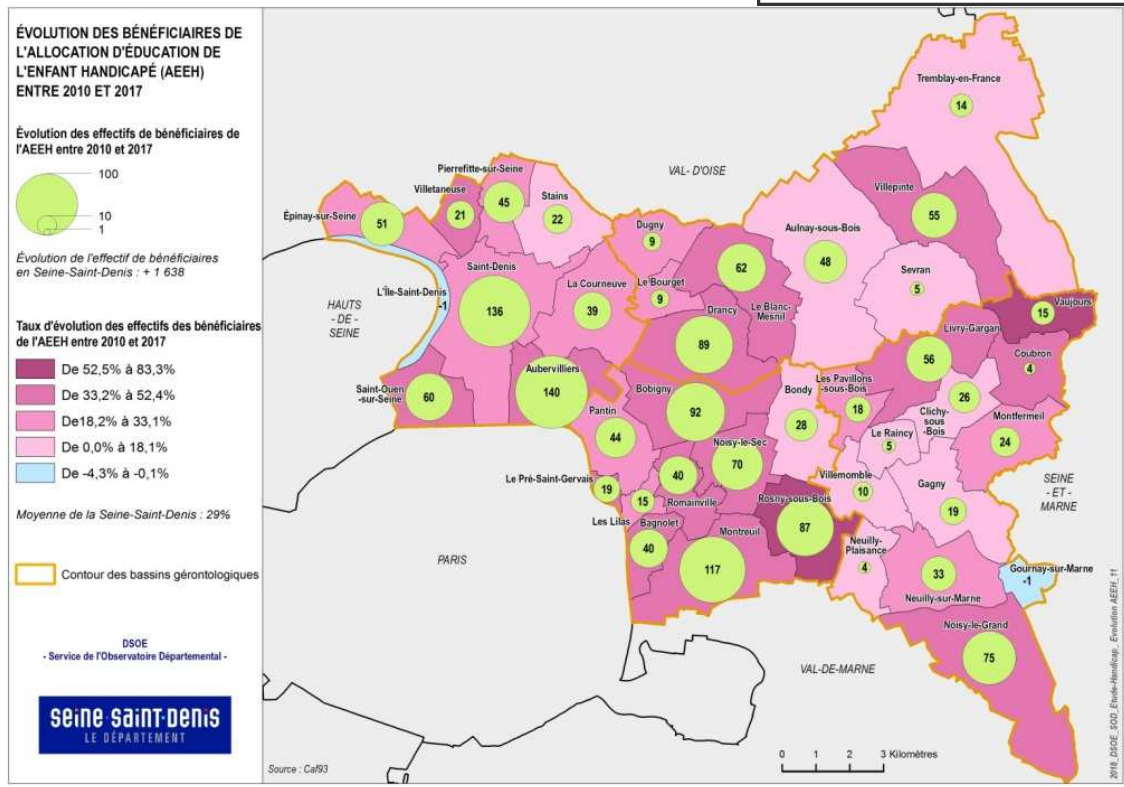 ÉVOLUTION DES BÉNÉFICIAIRES DE
L'ALLOCATION D'ÉDUCATION DE
L'ENFANT HANDICAPÉ (AEEH)
ENTRE 2010 ET 2017
Évolution des effectifs de bénéficiaires de
l'AEEH entre 2010 et 2017
100
10
1
Évolution de l'effectif de bénéficiaires
en Seine-Saint-Denis : + 1 638
Taux d'évolution des effectifs des bénéficiaires
de l'AEEH entre 2010 et 2017
De 52,5% à 83,3%
De 33,2% à 52,4%
De18,2% à 33,1%
De 0,0% à 18,1%
De -4,3% à -0,1%
Moyenne de la Seine-Saint-Denis : 29%
Contour des bassins gérontologiques
DSOE
- Service de l'Observatoire Départemental -
seine-saint-denis
LE DÉPARTEMENT
Tremblay-en-France
14
VAL- D'OISE
Pierrefitte-sur-Seine
45
Villetaneuse
21
Stains
22
Épinay-sur-Seine
51
Villepinte
55
Dugny
9
Aulnay-sous-Bois
48
62
Le Blanc-
Mesnil
Sevran
5
Saint-Denis
136
L'Île-Saint-Denis
-1
La Courneuve
39
Le Bourget
9
HAUTS
- DE -
SEINE
Drancy
89
Vaujours
15
Livry-Gargan
56
Coubron
4
Aubervilliers
140
Saint-Ouen
-sur-Seine
60
Bobigny
92
Bondy
28
Les Pavillons
-sous-Bois
18
26
Clichy-
sous
-Bois
Pantin
44
Montfermeil
24
Le Raincy
5
Noisy-le-Sec
70
Le Pré-Saint-Gervais
19
40
Romainville
15
Les Lilas
Villemomble
10
Gagny
19
SEINE
- ET -
MARNE
Rosny-sous-Bois
87
Bagnolet
40
Montreuil
117
PARIS
Neuilly-
Plaisance
4
33
Neuilly-sur-Marne
Gournay-sur-Marne
-1
Noisy-le-Grand
75
VAL-DE-MARNE
0 1 2 3 Kilomètres
Source : Caf93
2018_DSOE_SOD_Etude-Handicap_ Evolution AEEH_11